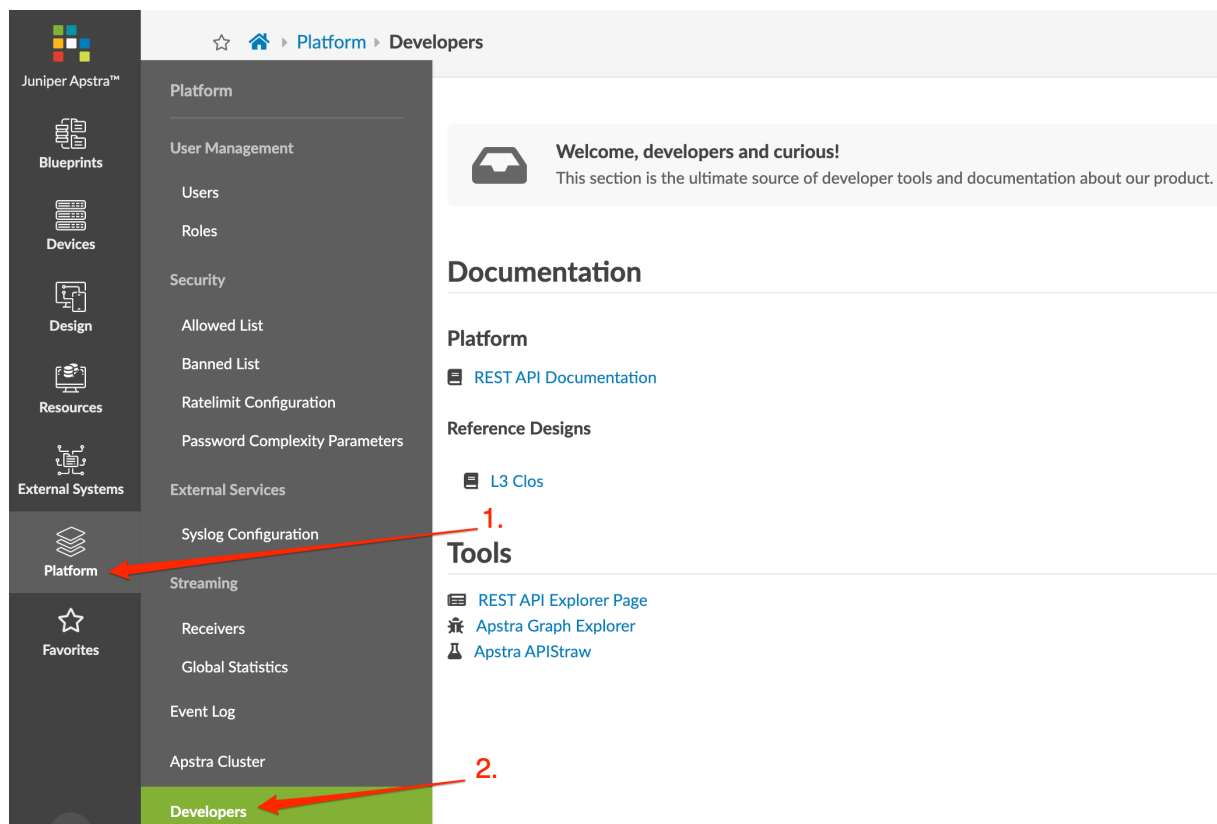 Juniper Apstra™
Blueprints
Devices
Design
Resources
External Systems
Platform
Favorites
Platform
Developers
Platform
User Management
Users
Roles
Security
Allowed List
Banned List
Ratelimit Configuration
Password Complexity Parameters
External Services
Syslog Configuration
Streaming
Receivers
Global Statistics
Event Log
Apstra Cluster
Developers
Welcome, developers and curious!
This section is the ultimate source of developer tools and documentation about our product.
Documentation
Platform
REST API Documentation
Reference Designs
L3 Clos
1.
Tools
REST API Explorer Page
Apstra Graph Explorer
Apstra APIStraw
2.